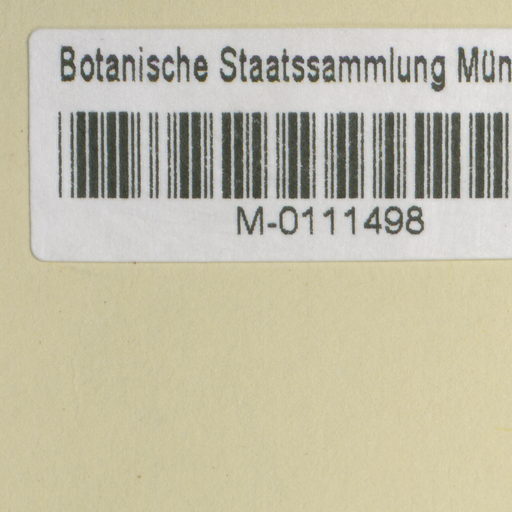 Botanische Staatssammlung Mün
M-0111498